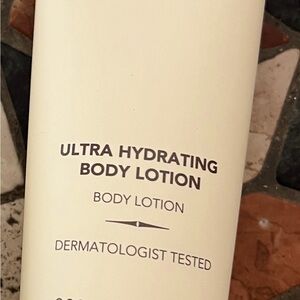 ULTRA HYDRATING
BODY LOTION
BODY LOTION
DERMATOLOGIST TESTED